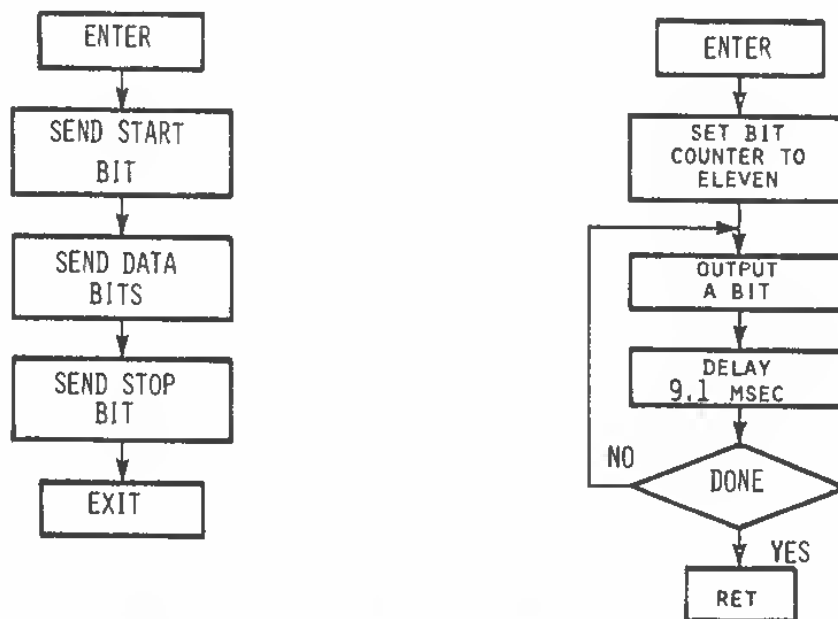 ENTER
SEND START
BIT
SEND DATA
BITS
SEND STOP
BIT
EXIT
ENTER
SET BIT
COUNTER TO
ELEVEN
OUTPUT
A BIT
DELAY
9.1 MSEC
NO
DONE
YES
RET